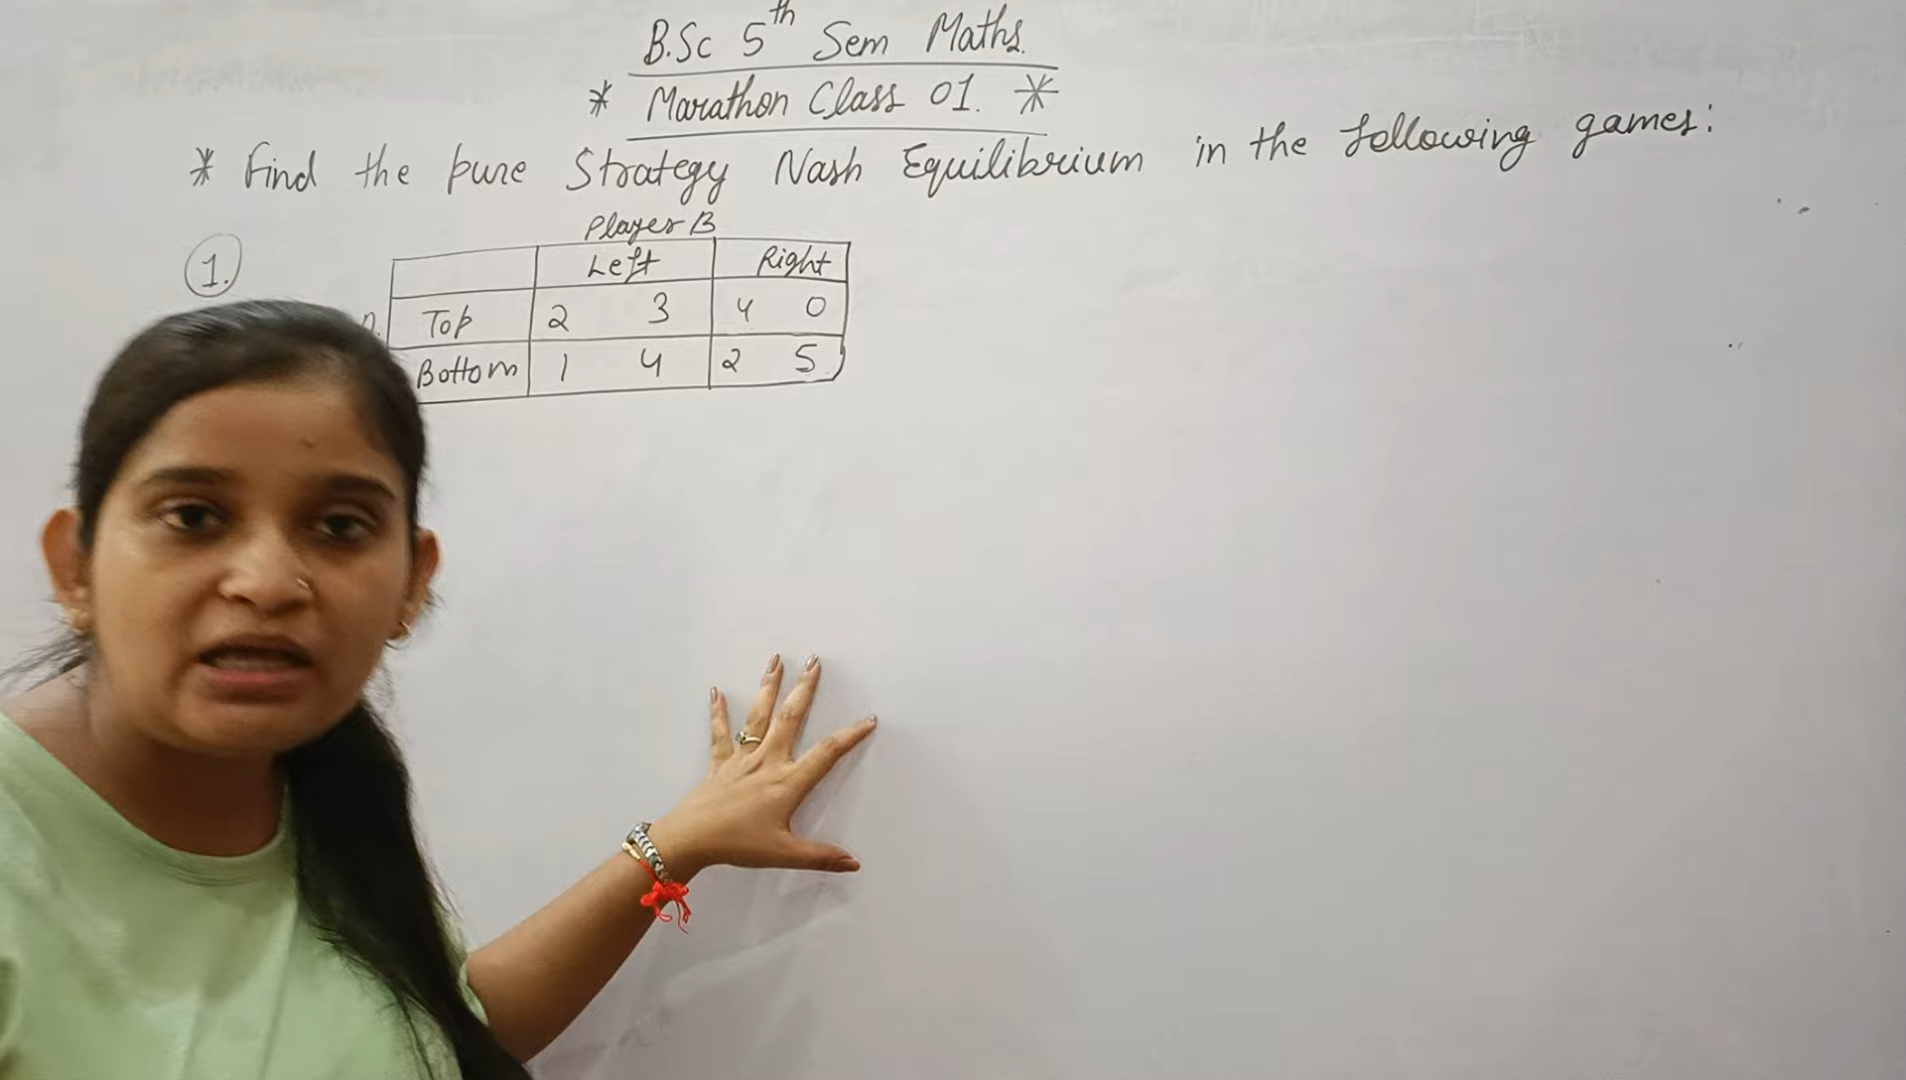 B.Sc 5th Sem Maths.
* Marathon Class 01. *
* Find the pure Strategy Nash Equilibrium in the following games:
1.
Player B
Left Right
Top 2 3 4 0
Bottom 1 4 2 5